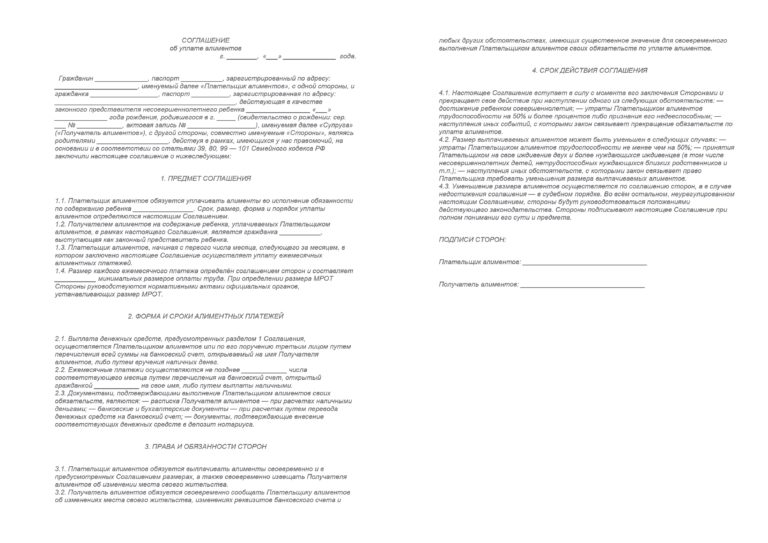 СОГЛАШЕНИЕ
об уплате алиментов
г. _________, «___» _______________ года.
Гражданин _______________, паспорт ____________, зарегистрированный по адресу:
________________________, именуемый далее «Плательщик алиментов», с одной стороны, и
гражданка ____________________, паспорт ___________, зарегистрированная по адресу:
____________________________________________________, действующая в качестве
законного представителя несовершеннолетнего ребенка ___________________ «___»
_______________ года рождения, родившегося в г. _____ (свидетельство о рождении: сер.
___ № _____________, актовая запись № ____________________), именуемая далее «Супруга»
(«Получатель алиментов»), с другой стороны, совместно именуемые «Стороны», являясь
родителями _____________________, действуя в рамках, имеющихся у нас правомочий, на
основании и в соответствии со статьями 39, 80, 99 — 101 Семейного кодекса РФ
заключили настоящее соглашение о нижеследующем:
1. ПРЕДМЕТ СОГЛАШЕНИЯ
1.1. Плательщик алиментов обязуется уплачивать алименты во исполнение обязанности
по содержанию ребенка __________________. Срок, размер, форма и порядок уплаты
алиментов определяются настоящим Соглашением.
1.2. Получателем алиментов на содержание ребенка, уплачиваемых Плательщиком
алиментов, в рамках настоящего Соглашения, является гражданка ____________,
выступающая как законный представитель ребенка.
1.3. Плательщик алиментов, начиная с первого числа месяца, следующего за месяцем, в
котором заключено настоящее Соглашение осуществляет уплату ежемесячных
алиментных платежей.
1.4. Размер каждого ежемесячного платежа определён соглашением сторон и составляет
____________ минимальных размеров оплаты труда. При определении размера МРОТ
Стороны руководствуются нормативными актами официальных органов,
устанавливающих размер МРОТ.
2. ФОРМА И СРОКИ АЛИМЕНТНЫХ ПЛАТЕЖЕЙ
2.1. Выплата денежных средств, предусмотренных разделом 1 Соглашения,
осуществляется Плательщиком алиментов или по его поручению третьим лицом путем
перечисления всей суммы на банковский счет, открываемый на имя Получателя
алиментов, либо путем вручения наличных денег.
2.2. Ежемесячные платежи осуществляются не позднее _____________ числа
соответствующего месяца путем перечисления на банковский счет, открытый
гражданкой _____________ на свое имя, либо путем выплаты наличными.
2.3. Документами, подтверждающими выполнение Плательщиком алиментов своих
обязательств, являются: — расписка Получателя алиментов — при расчетах наличными
деньгами; — банковские и бухгалтерские документы — при расчетах путем перевода
денежных средств на банковский счет; — документы, подтверждающие внесение
соответствующих денежных средств в депозит нотариуса.
3. ПРАВА И ОБЯЗАННОСТИ СТОРОН
3.1. Плательщик алиментов обязуется выплачивать алименты своевременно и в
предусмотренных Соглашением размерах, а также своевременно извещать Получателя
алиментов об изменении места своего жительства.
3.2. Получатель алиментов обязуется своевременно сообщать Плательщику алиментов
об изменениях места своего жительства, изменениях реквизитов банковского счета и
любых других обстоятельствах, имеющих существенное значение для своевременного
выполнения Плательщиком алиментов своих обязательств по уплате алиментов.
4. СРОК ДЕЙСТВИЯ СОГЛАШЕНИЯ
4.1. Настоящее Соглашение вступает в силу с момента его заключения Сторонами и
прекращает свое действие при наступлении одного из следующих обстоятельств: —
достижение ребенком совершеннолетия; — утраты Плательщиком алиментов
трудоспособности на 50% и более процентов либо признания его недееспособным; —
наступления иных событий, с которыми закон связывает прекращение обязательств по
уплате алиментов.
4.2. Размер выплачиваемых алиментов может быть уменьшен в следующих случаях: —
утраты Плательщиком алиментов трудоспособности не менее чем на 50%; — принятия
Плательщиком на свое иждивение двух и более нуждающихся иждивенцев (в том числе
несовершеннолетних детей, нетрудоспособных нуждающихся близких родственников и
т.п.); — наступления иных обстоятельств, с которыми закон связывает право
Плательщика требовать уменьшения размера выплачиваемых алиментов.
4.3. Уменьшение размера алиментов осуществляется по соглашению сторон, а в случае
недостижения соглашения — в судебном порядке. Во всём остальном, неурегулированном
настоящим Соглашением, стороны будут руководствоваться положениями
действующего законодательства. Стороны подписывают настоящее Соглашение при
полном понимании его сути и предмета.
ПОДПИСИ СТОРОН:
Плательщик алиментов: ___________________________________
Получатель алиментов: ___________________________________